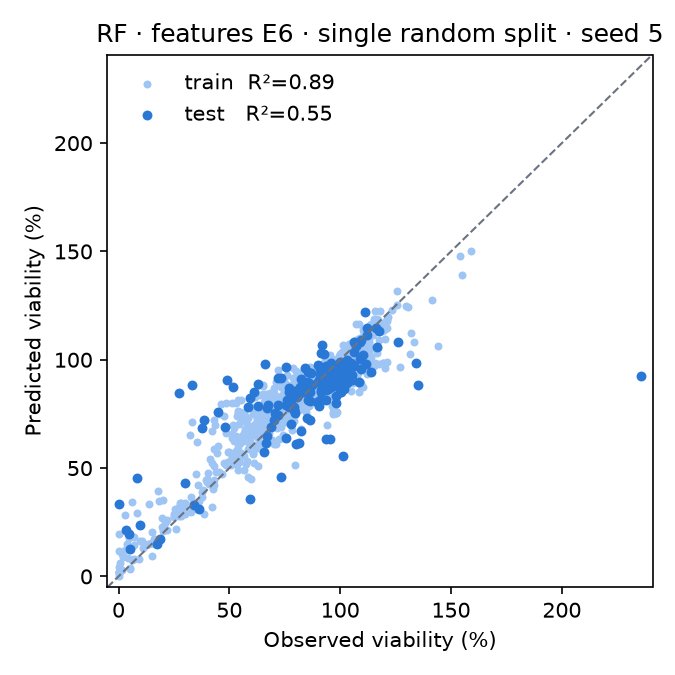 RF · features E6 · single random split · seed 5
train R²=0.89
test R²=0.55
200
150
100
50
0
Predicted viability (%)
0 50 100 150 200
Observed viability (%)